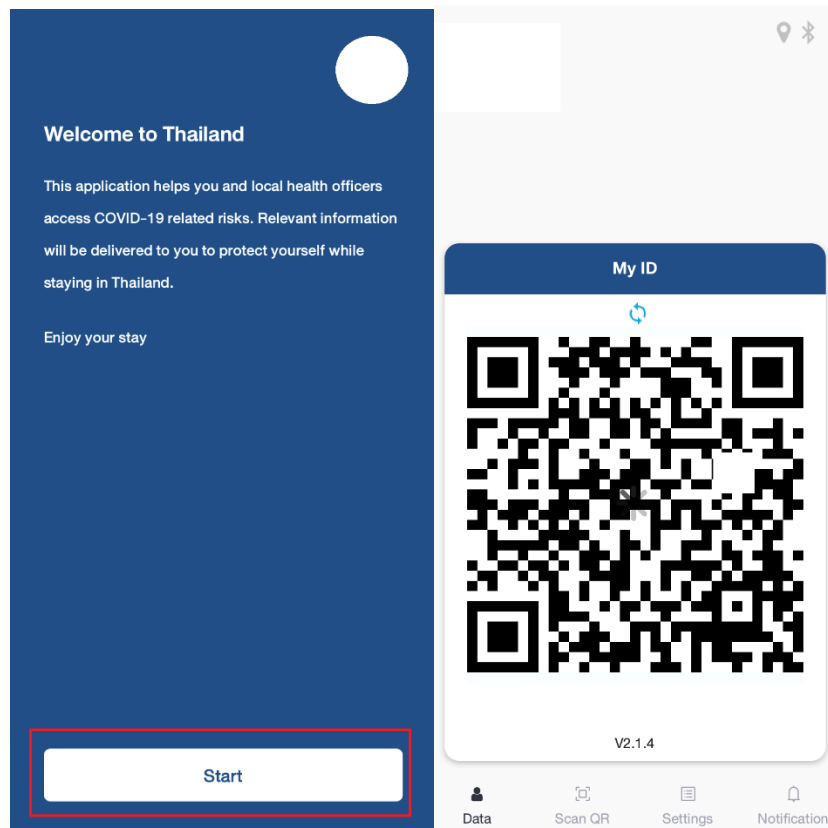 Welcome to Thailand
This application helps you and local health officers
access COVID-19 related risks. Relevant information
will be delivered to you to protect yourself while
staying in Thailand.
Enjoy your stay
Start
My ID
V2.1.4
Data
Scan QR
Settings
Notification